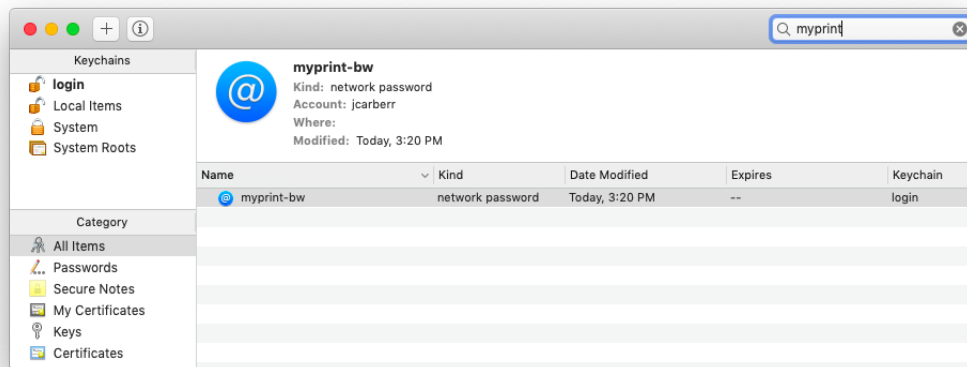 myprint
Keychains
login
Local Items
System
System Roots
myprint-bw
Kind: network password
Account: jcarberr
Where:
Modified: Today, 3:20 PM
Name Kind Date Modified Expires Keychain
myprint-bw network password Today, 3:20 PM -- login
Category
All Items
Passwords
Secure Notes
My Certificates
Keys
Certificates